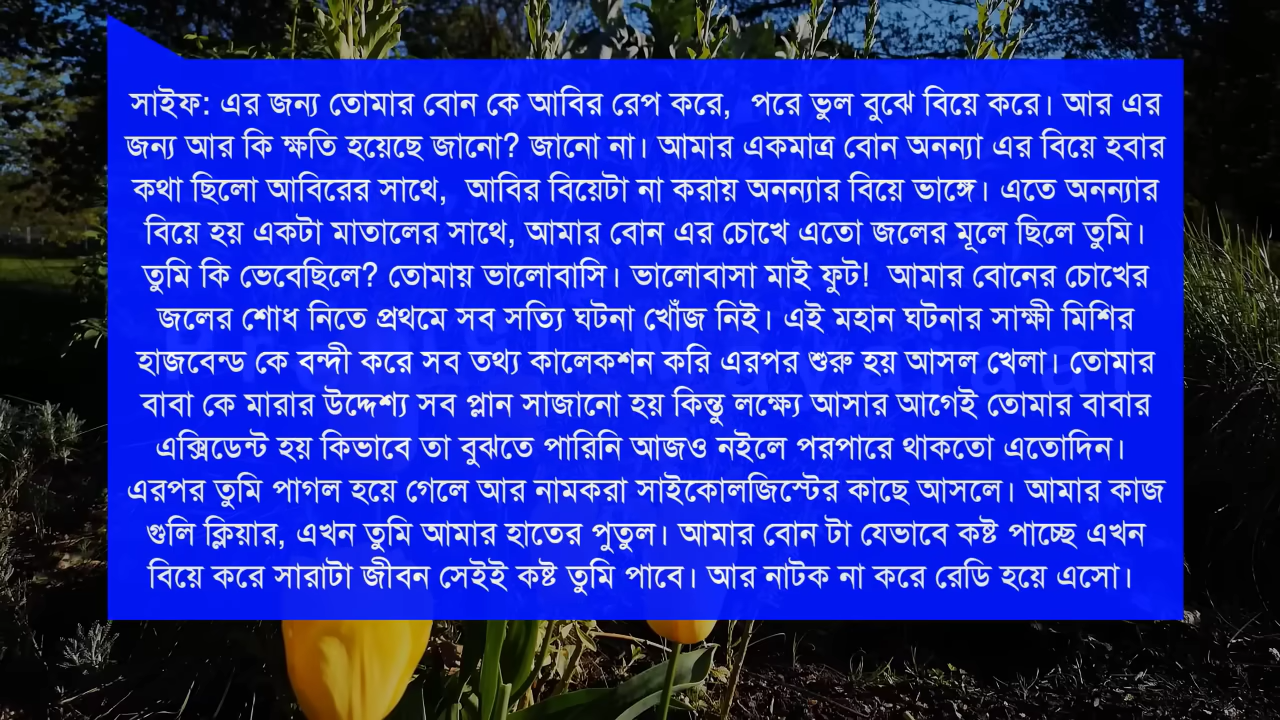 সাইফ: এর জন্য তোমার বোন কে আবির রেপ করে,  পরে ভুল বুঝে বিয়ে করে। আর এর
জন্য আর কি ক্ষতি হয়েছে জানো? জানো না। আমার একমাত্র বোন অনন্যা এর বিয়ে হবার
কথা ছিলো আবিরের সাথে,  আবির বিয়েটা না করায় অনন্যার বিয়ে ভাঙ্গে। এতে অনন্যার
বিয়ে হয় একটা মাতালের সাথে, আমার বোন এর চোখে এতো জলের মূলে ছিলে তুমি।
তুমি কি ভেবেছিলে? তোমায় ভালোবাসি। ভালোবাসা মাই ফুট!  আমার বোনের চোখের
জলের শোধ নিতে প্রথমে সব সত্যি ঘটনা খোঁজ নিই। এই মহান ঘটনার সাক্ষী মিশির
হাজবেন্ড কে বন্দী করে সব তথ্য কালেকশন করি এরপর শুরু হয় আসল খেলা। তোমার
বাবা কে মারার উদ্দেশ্য সব প্লান সাজানো হয় কিন্তু লক্ষ্যে আসার আগেই তোমার বাবার
এক্সিডেন্ট হয় কিভাবে তা বুঝতে পারিনি আজও নইলে পরপারে থাকতো এতোদিন।
এরপর তুমি পাগল হয়ে গেলে আর নামকরা সাইকোলজিস্টের কাছে আসলে। আমার কাজ
গুলি ক্লিয়ার, এখন তুমি আমার হাতের পুতুল। আমার বোন টা যেভাবে কষ্ট পাচ্ছে এখন
বিয়ে করে সারাটা জীবন সেইই কষ্ট তুমি পাবে। আর নাটক না করে রেডি হয়ে এসো।